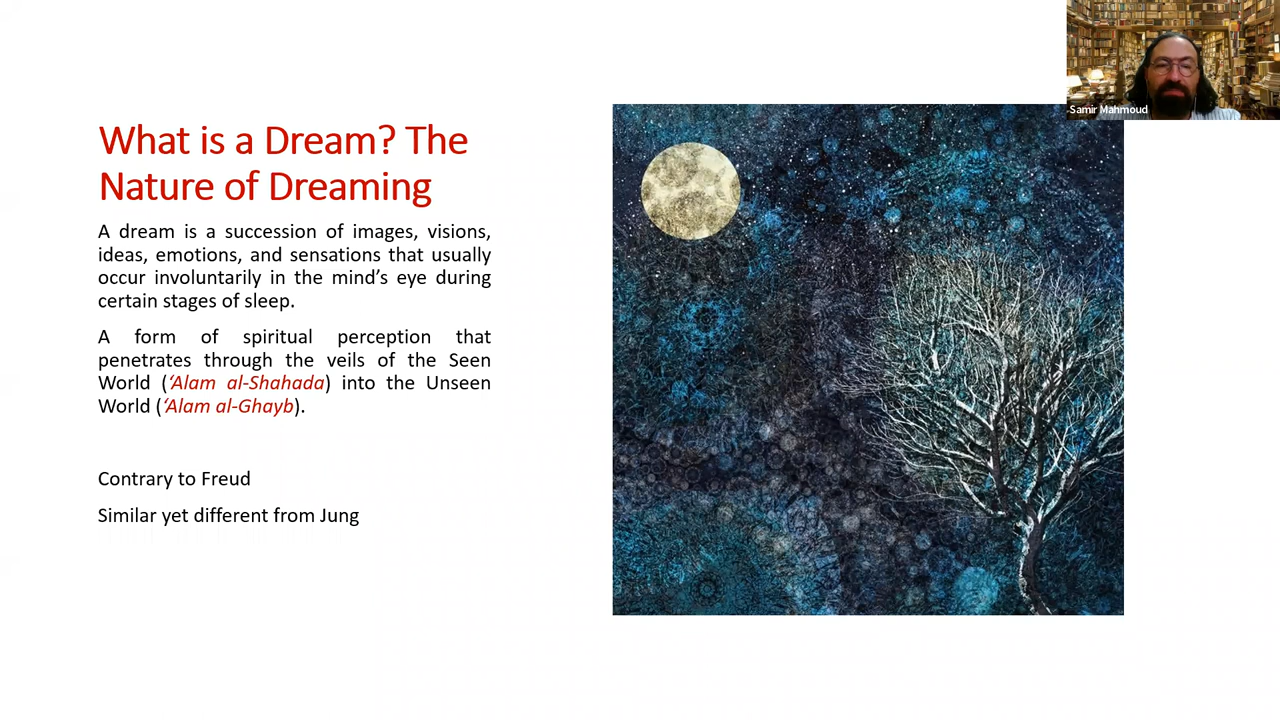 Samir Mahmoud
What is a Dream? The
Nature of Dreaming
A dream is a succession of images, visions,
ideas, emotions, and sensations that usually
occur involuntarily in the mind’s eye during
certain stages of sleep.
A form of spiritual perception that
penetrates through the veils of the Seen
World (‘Alam al-Shahada) into the Unseen
World (‘Alam al-Ghayb).
Contrary to Freud
Similar yet different from Jung